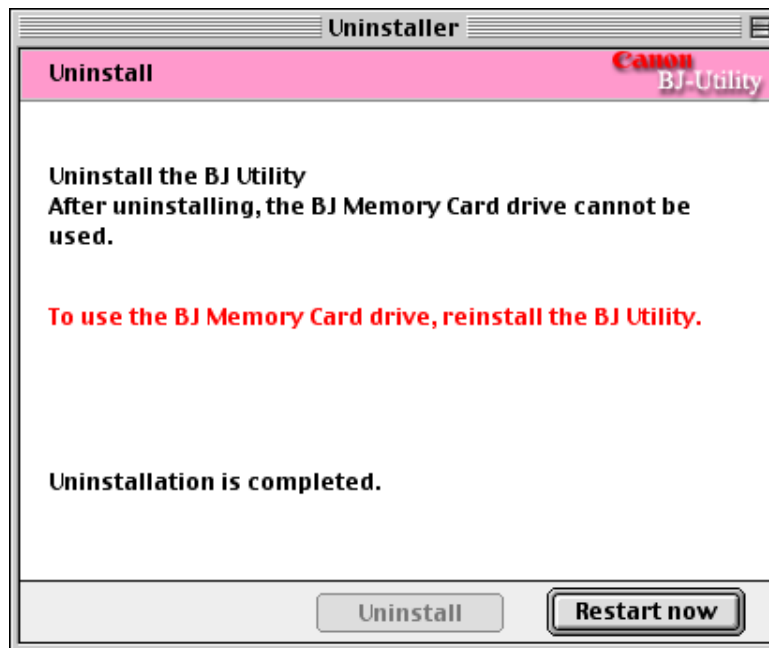 Uninstaller
Uninstall
Canon
BJ-Utility
Uninstall the BJ Utility
After uninstalling, the BJ Memory Card drive cannot be
used.
To use the BJ Memory Card drive, reinstall the BJ Utility.
Uninstallation is completed.
Uninstall
Restart now